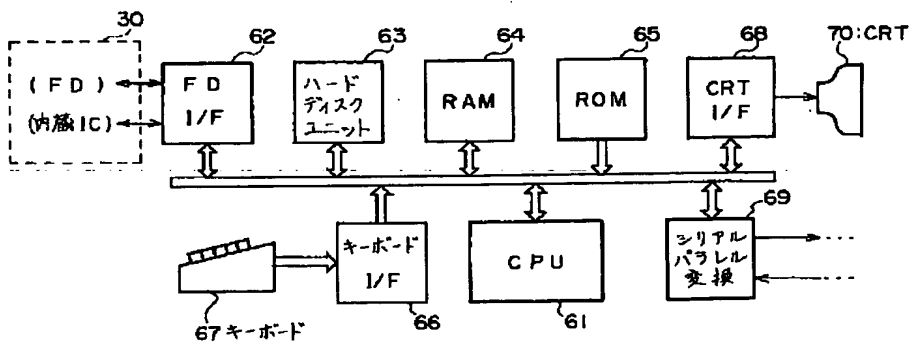 30
62
63
64
65
68
70:CRT
(FD)
(内蔵IC)
FD
I/F
ハード
ディスク
ユニット
RAM
ROM
CRT
I/F
キーボード
I/F
CPU
シリアル
パラレル
変換
69
67キーボード
66
61